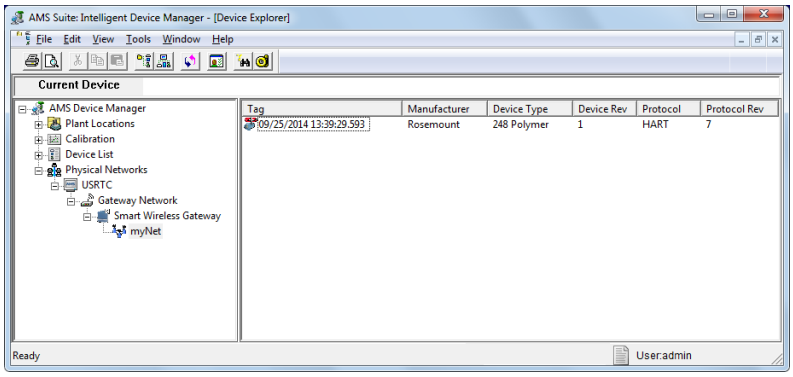 AMS Suite: Intelligent Device Manager - [Device Explorer]
File Edit View Tools Window Help
Current Device
AMS Device Manager
Plant Locations
Calibration
Device List
Physical Networks
USRTC
Gateway Network
Smart Wireless Gateway
myNet
Tag Manufacturer Device Type Device Rev Protocol Protocol Rev
09/25/2014 13:39:29.593 Rosemount 248 Polymer 1 HART 7
Ready User:admin